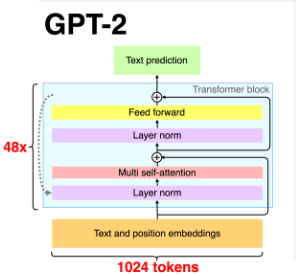 GPT-2
Text prediction
Transformer block
Feed forward
Layer norm
48x
Multi self-attention
Layer norm
Text and position embeddings
1024 tokens